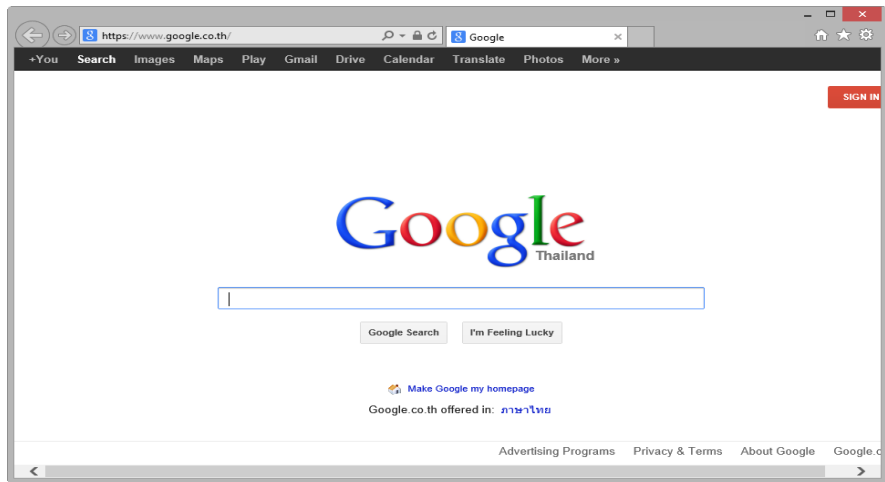 https://www.google.co.th/
Google
+You Search Images Maps Play Gmail Drive Calendar Translate Photos More »
SIGN IN
Google
Thailand
Google Search I'm Feeling Lucky
Make Google my homepage
Google.co.th offered in: ภาษาไทย
Advertising Programs Privacy & Terms About Google Google.c